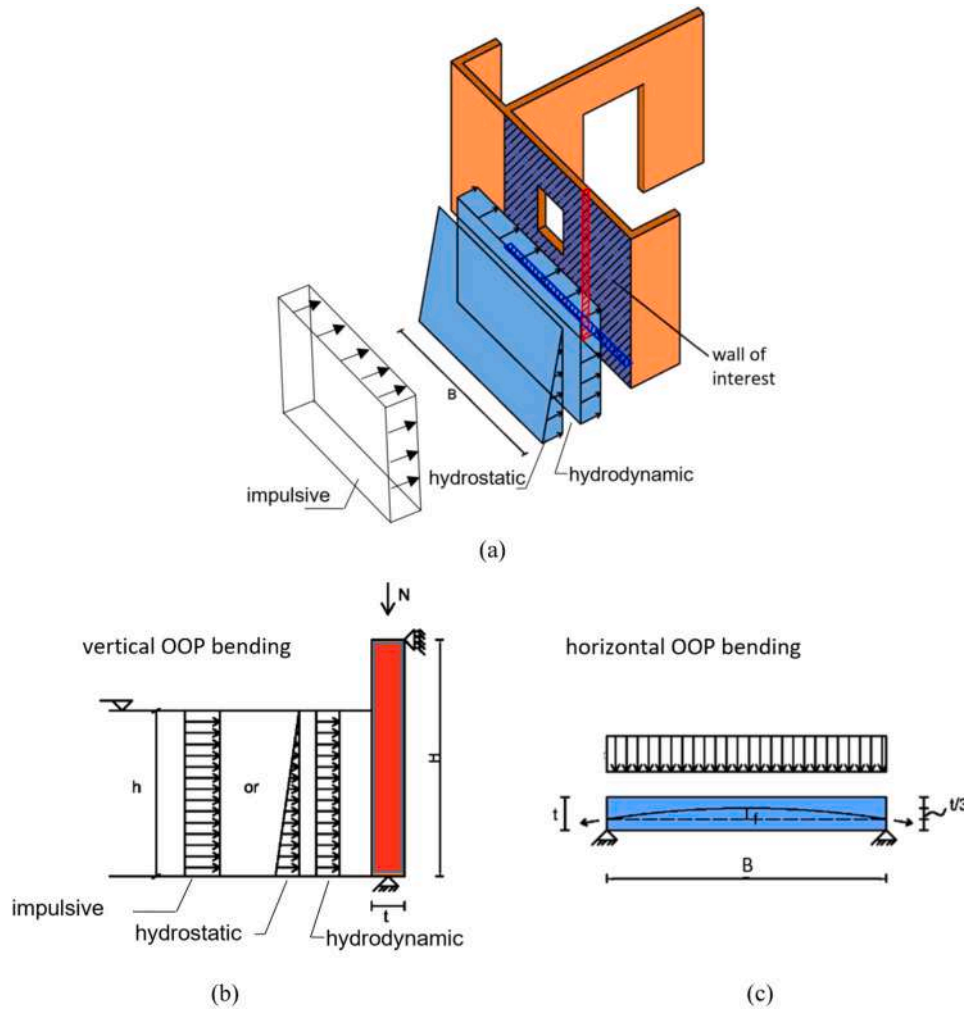 wall of
interest
B
hydrostatic
hydrodynamic
impulsive
(a)
N
vertical OOP bending
horizontal OOP bending
h
or
H
t
t/3
f
B
impulsive
t
hydrostatic
hydrodynamic
(b)
(c)